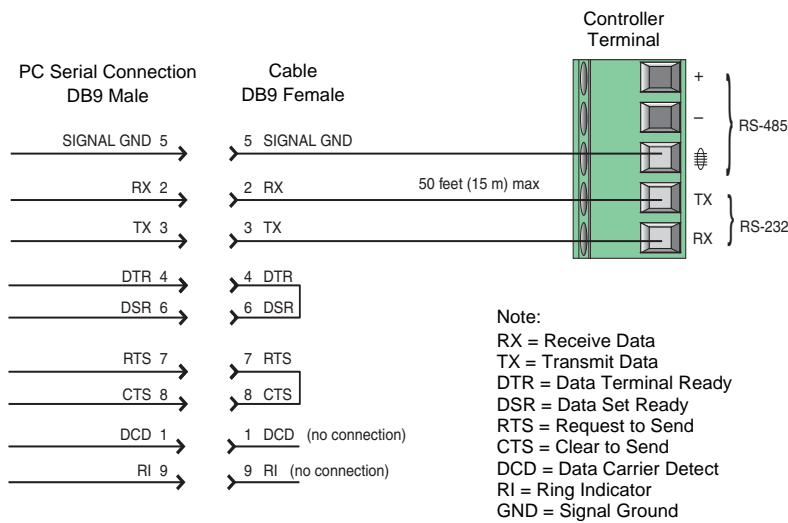 Controller
Terminal
PC Serial Connection
DB9 Male
Cable
DB9 Female
+
–
RS-485
SIGNAL GND 5
5 SIGNAL GND
RX 2
2 RX
50 feet (15 m) max
TX
TX 3
3 TX
RX
RS-232
DTR 4
4 DTR
DSR 6
6 DSR
RTS 7
7 RTS
CTS 8
8 CTS
DCD 1
1 DCD (no connection)
RI 9
9 RI (no connection)
Note:
RX = Receive Data
TX = Transmit Data
DTR = Data Terminal Ready
DSR = Data Set Ready
RTS = Request to Send
CTS = Clear to Send
DCD = Data Carrier Detect
RI = Ring Indicator
GND = Signal Ground